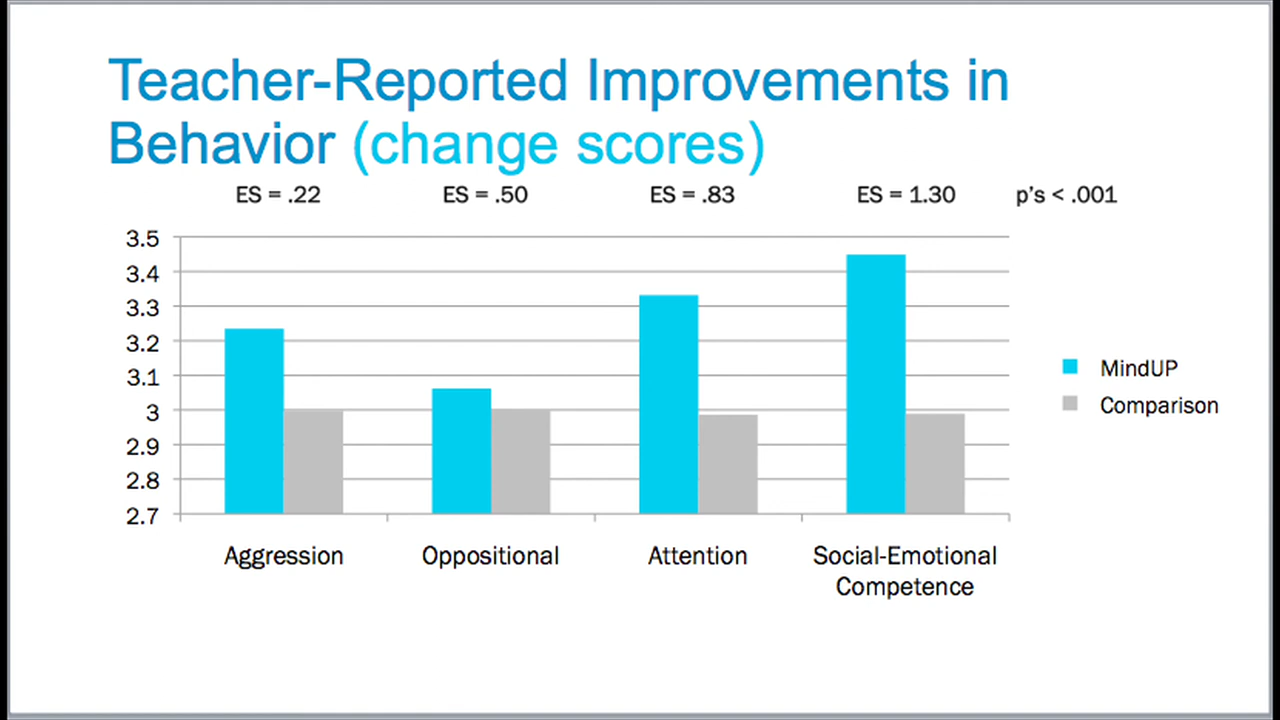 Teacher-Reported Improvements in
Behavior (change scores)
ES = .22 ES = .50 ES = .83 ES = 1.30 p's < .001
3.5
3.4
3.3
3.2
3.1
3
2.9
2.8
2.7
MindUP
Comparison
Aggression Oppositional Attention Social-Emotional
Competence